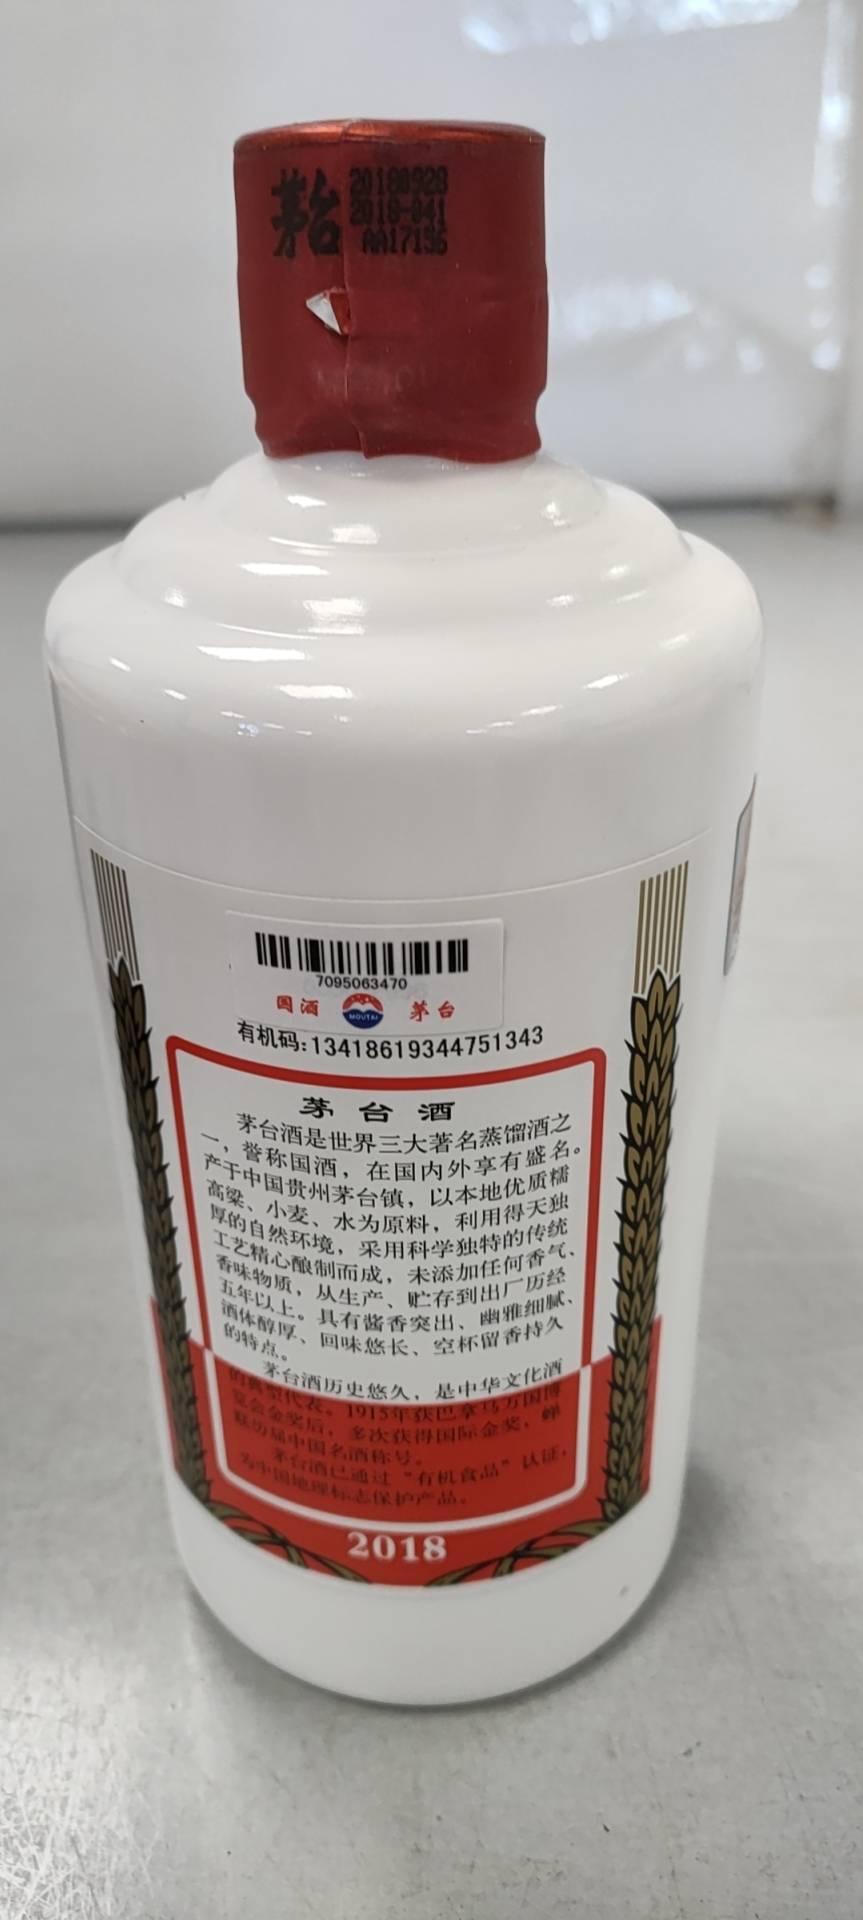 茅台
20180928
2018-041
AA17196
7095063470
国酒
MOUTAI
茅台
有机码:13418619344751343
茅台酒
茅台酒是世界三大著名蒸馏酒之
一，誉称国酒，在国内外享有盛名。
产于中国贵州茅台镇，以本地优质糯
高粱、小麦、水为原料，利用得天独
厚的自然环境，采用科学独特的传统
工艺精心酿制而成，未添加任何香气、
香味物质，从生产、贮存到出厂历经
五年以上。具有酱香突出、幽雅细腻、
酒体醇厚、回味悠长、空杯留香持久
的特点。
茅台酒历史悠久，是中华文化酒
的典型代表。1915年获巴拿马万国博
览会金奖后，多次获得国际金奖，蝉
联历届中国名酒称号。
茅台酒已通过“有机食品”认证，
为中国地理标志保护产品。
2018